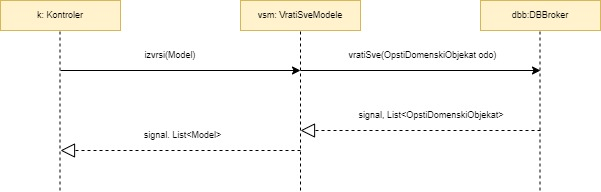 k: Kontroler
vsm: VratiSveModele
dbb:DBBroker
izvrsi(Model)
vratiSve(OpstiDomenskiObjekat odo)
signal, List<OpstiDomenskiObjekat>
signal, List<Model>